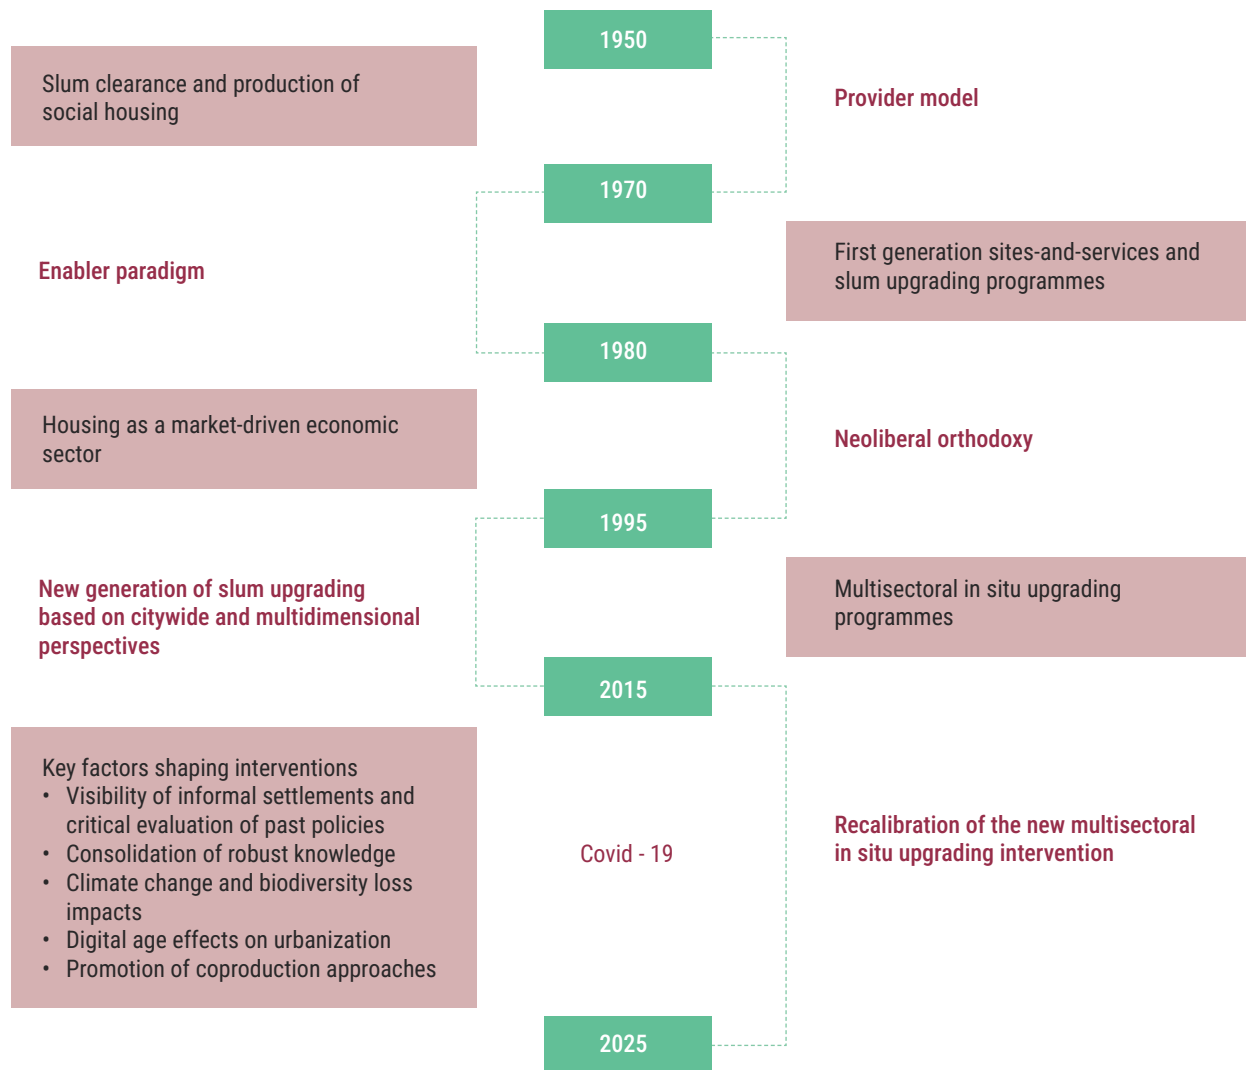 1950
Slum clearance and production of
social housing
Provider model
1970
Enabler paradigm
First generation sites-and-services and
slum upgrading programmes
1980
Housing as a market-driven economic
sector
Neoliberal orthodoxy
1995
New generation of slum upgrading
based on citywide and multidimensional
perspectives
Multisectoral in situ upgrading
programmes
2015
Key factors shaping interventions
• Visibility of informal settlements and
critical evaluation of past policies
• Consolidation of robust knowledge
• Climate change and biodiversity loss
impacts
• Digital age effects on urbanization
• Promotion of coproduction approaches
Covid - 19
Recalibration of the new multisectoral
in situ upgrading intervention
2025